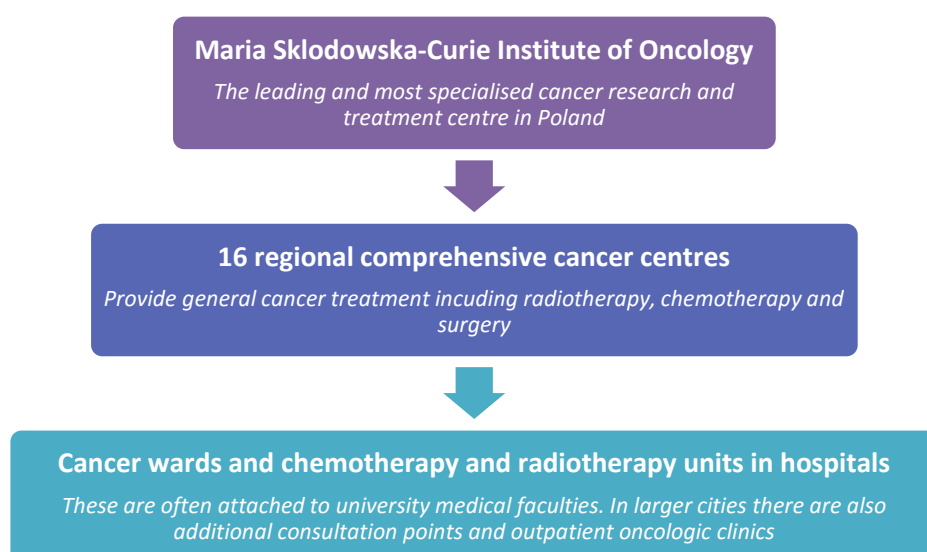 Maria Sklodowska-Curie Institute of Oncology
The leading and most specialised cancer research and
treatment centre in Poland
16 regional comprehensive cancer centres
Provide general cancer treatment incuding radiotherapy, chemotherapy and
surgery
Cancer wards and chemotherapy and radiotherapy units in hospitals
These are often attached to university medical faculties. In larger cities there are also
additional consultation points and outpatient oncologic clinics